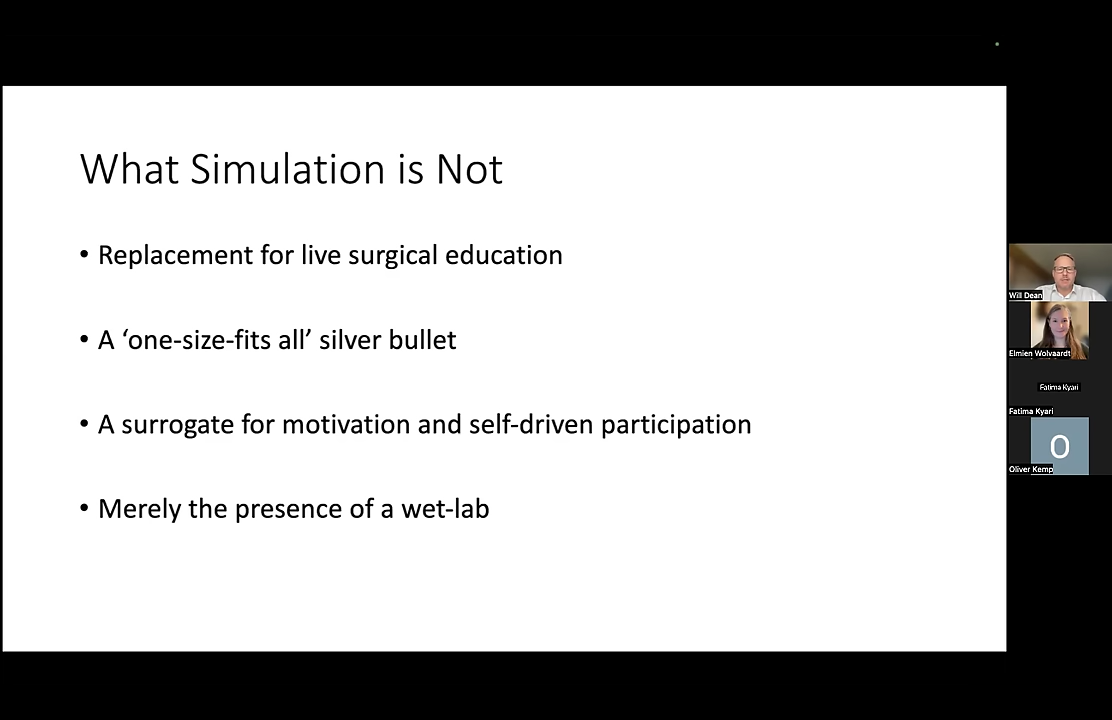 What Simulation is Not
• Replacement for live surgical education
• A ‘one-size-fits all’ silver bullet
• A surrogate for motivation and self-driven participation
• Merely the presence of a wet-lab
Will Dean
Elmien Wolvaardt
Fatima Kyari
Fatima Kyari
O
Oliver Kemp